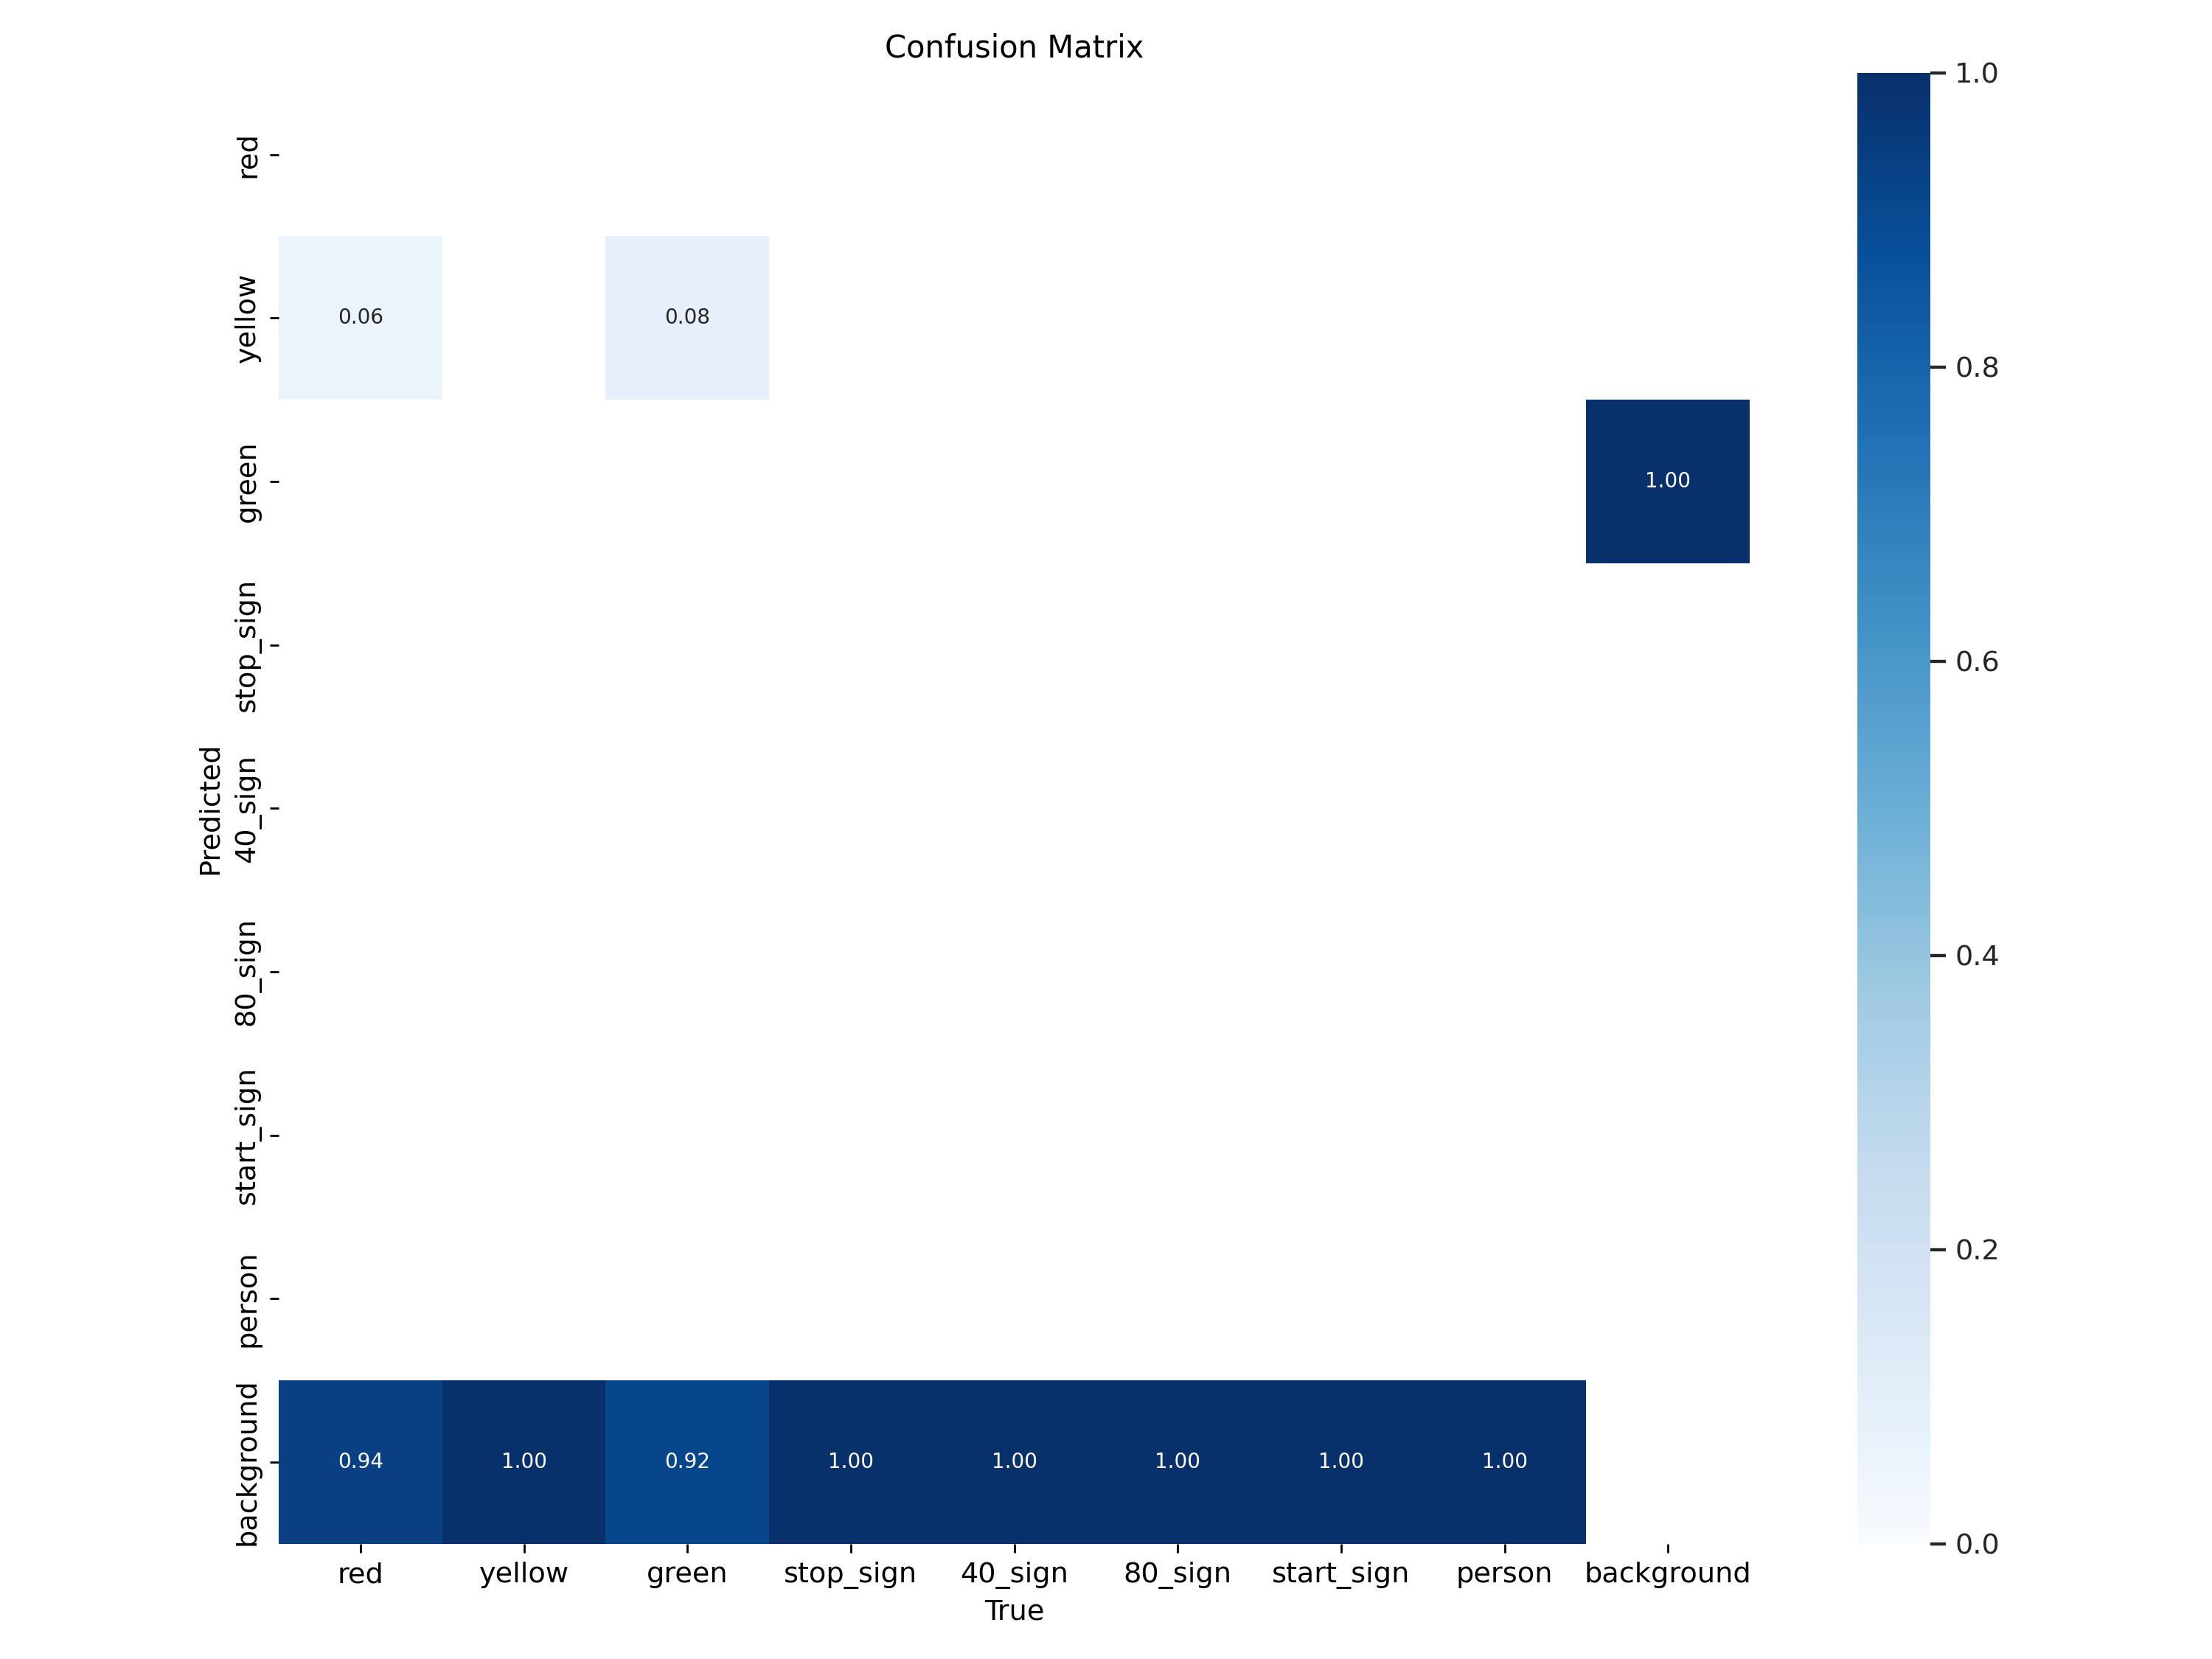 Confusion Matrix
1.0
red
yellow
0.06
0.08
0.8
green
1.00
stop_sign
0.6
Predicted
40_sign
80_sign
0.4
start_sign
0.2
person
background
0.94 1.00 0.92 1.00 1.00 1.00 1.00 1.00
0.0
red yellow green stop_sign 40_sign 80_sign start_sign person background
True